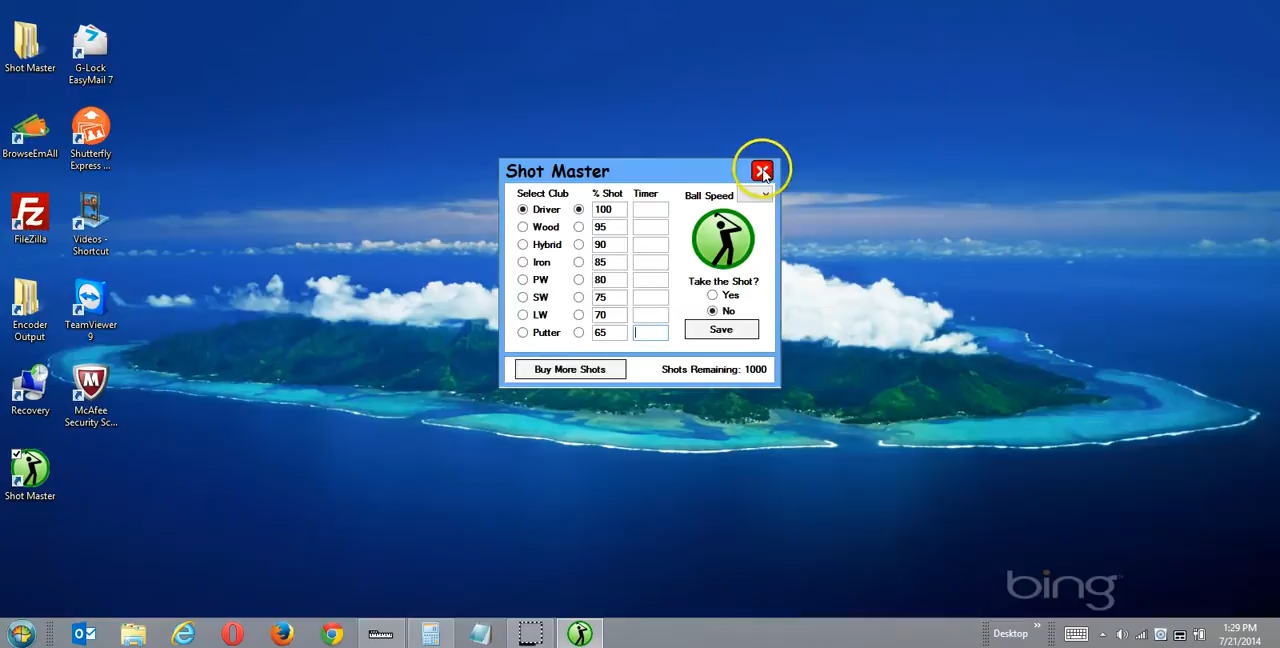 Shot Master
G-Lock
EasyMail 7
BrowseEmAll
Shutterfly
Express ...
FileZilla
Videos -
Shortcut
Encoder
Output
TeamViewer
9
Recovery
McAfee
Security Sc...
Shot Master
Shot Master
Select Club % Shot Timer Ball Speed
Driver 100
Wood 95
Hybrid 90
Iron 85
PW 80
SW 75
LW 70
Putter 65
Take the Shot?
Yes
No
Save
Buy More Shots Shots Remaining: 1000
bing
Desktop
1:29 PM
7/21/2014